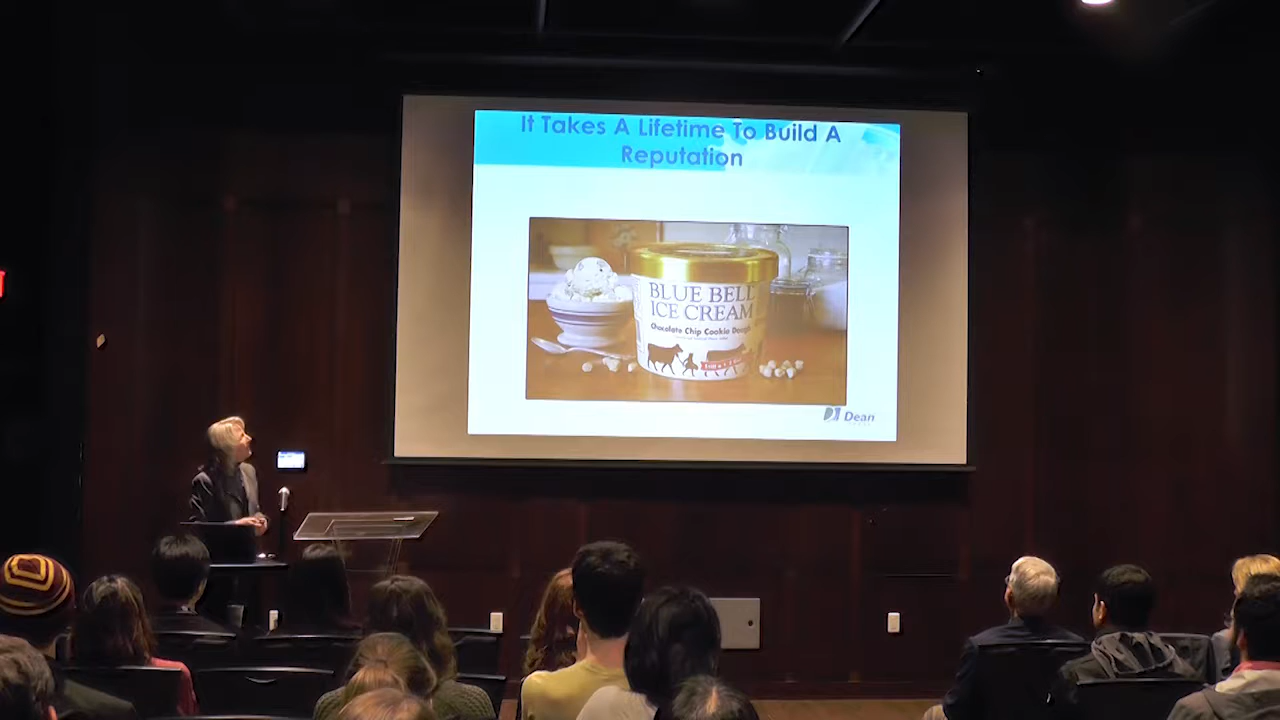 It Takes A Lifetime To Build A
Reputation
BLUE BELL
ICE CREAM
Chocolate Chip Cookie Dough
Dean